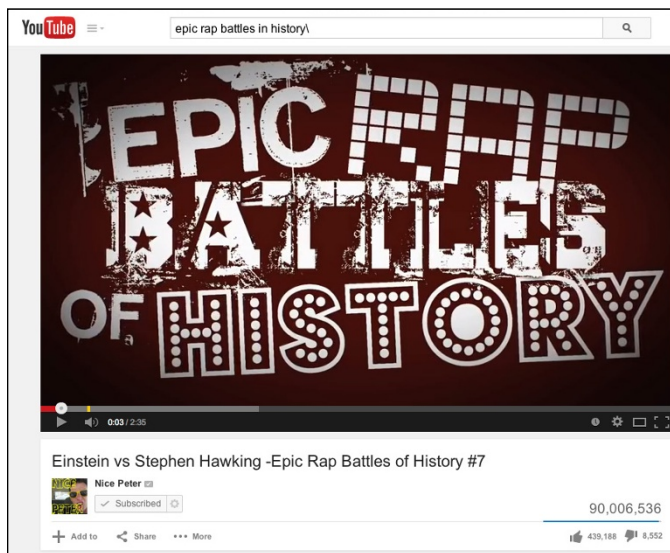 YouTube
epic rap battles in history\
EPIC RAP
BATTLES
OF HISTORY
0:03 / 2:35
Einstein vs Stephen Hawking -Epic Rap Battles of History #7
NICE
PETER
Nice Peter
Subscribed
90,006,536
Add to Share More
439,188 8,552